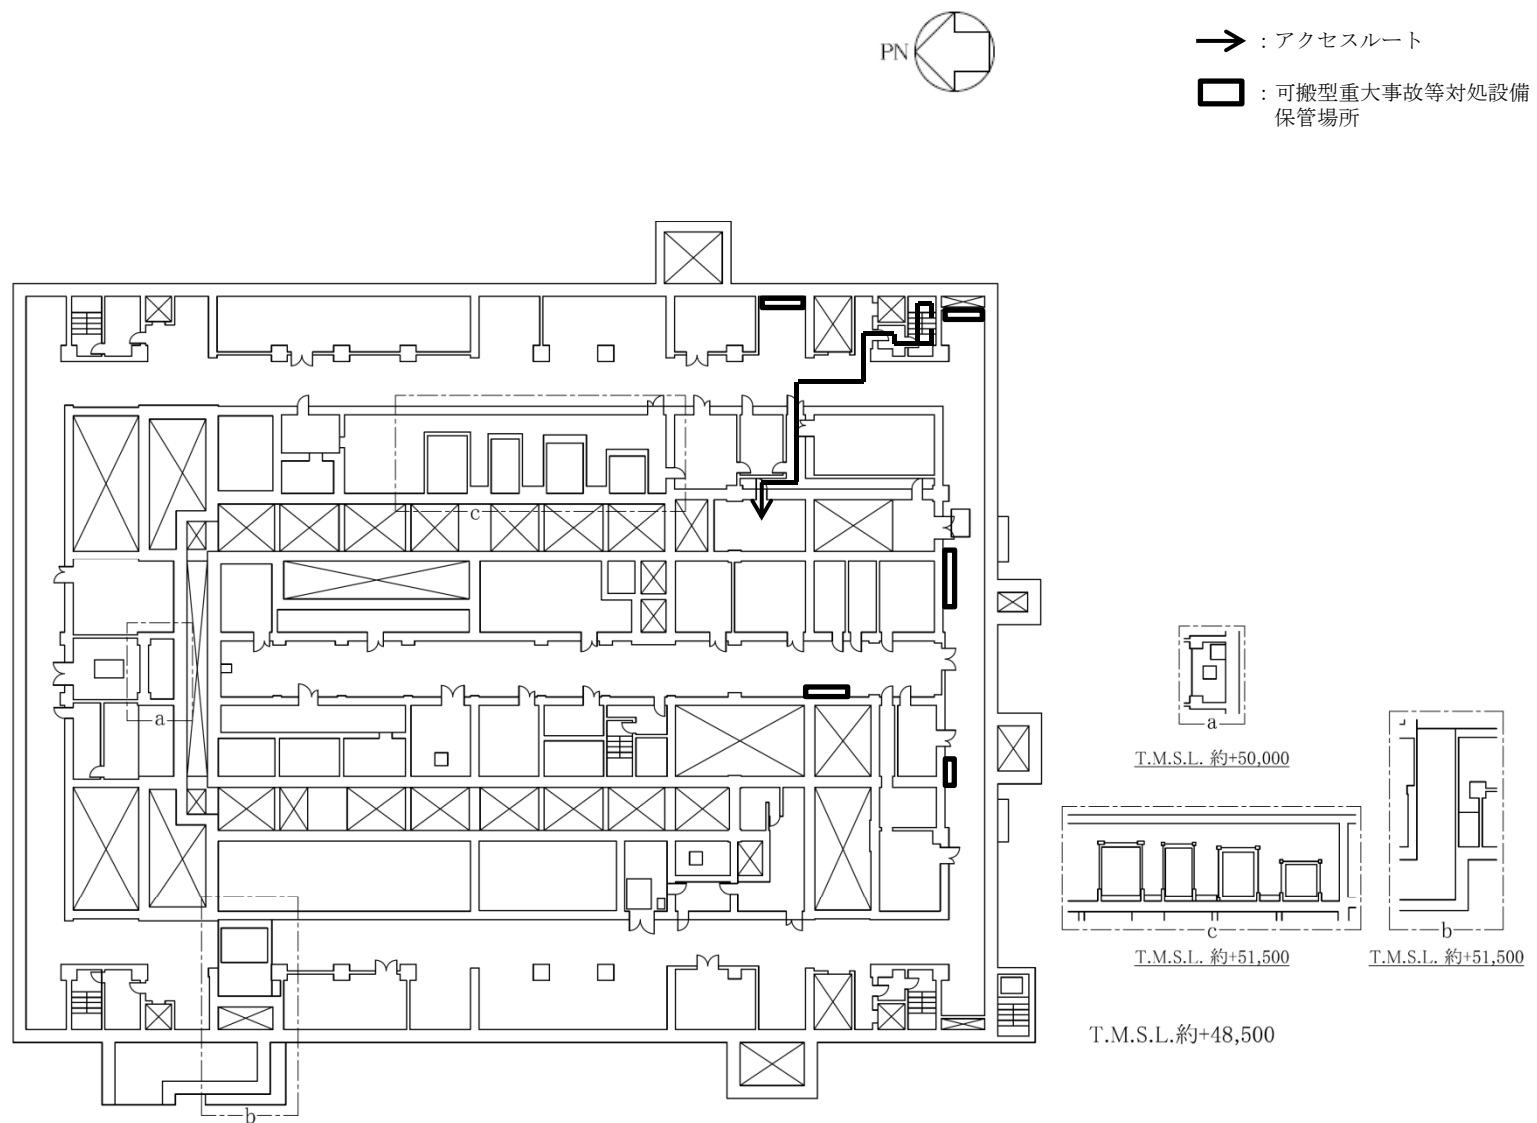 PN
：アクセスルート
：可搬型重大事故等対処設備
保管場所
c
a
a
T.M.S.L. 約+50,000
c
b
T.M.S.L. 約+51,500
T.M.S.L. 約+51,500
T.M.S.L.約+48,500
b